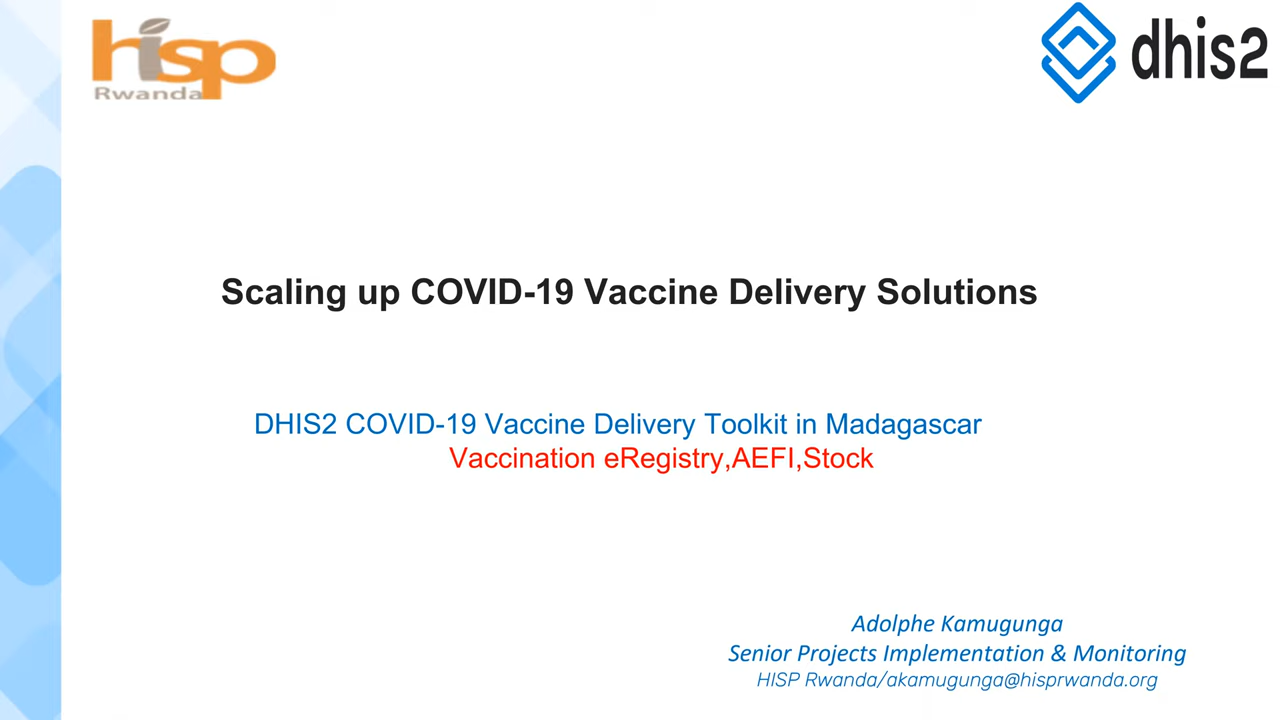 hisp
Rwanda
dhis2
Scaling up COVID-19 Vaccine Delivery Solutions
DHIS2 COVID-19 Vaccine Delivery Toolkit in Madagascar
Vaccination eRegistry,AEFI,Stock
Adolphe Kamugunga
Senior Projects Implementation & Monitoring
HISP Rwanda/akamugunga@hisprwanda.org